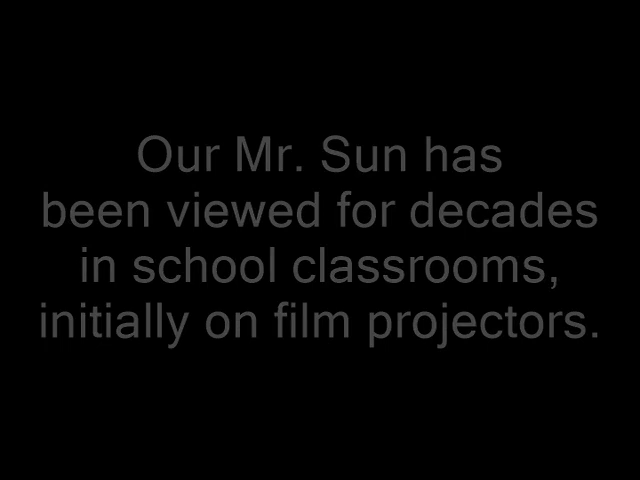 Our Mr. Sun has
been viewed for decades
in school classrooms,
initially on film projectors.